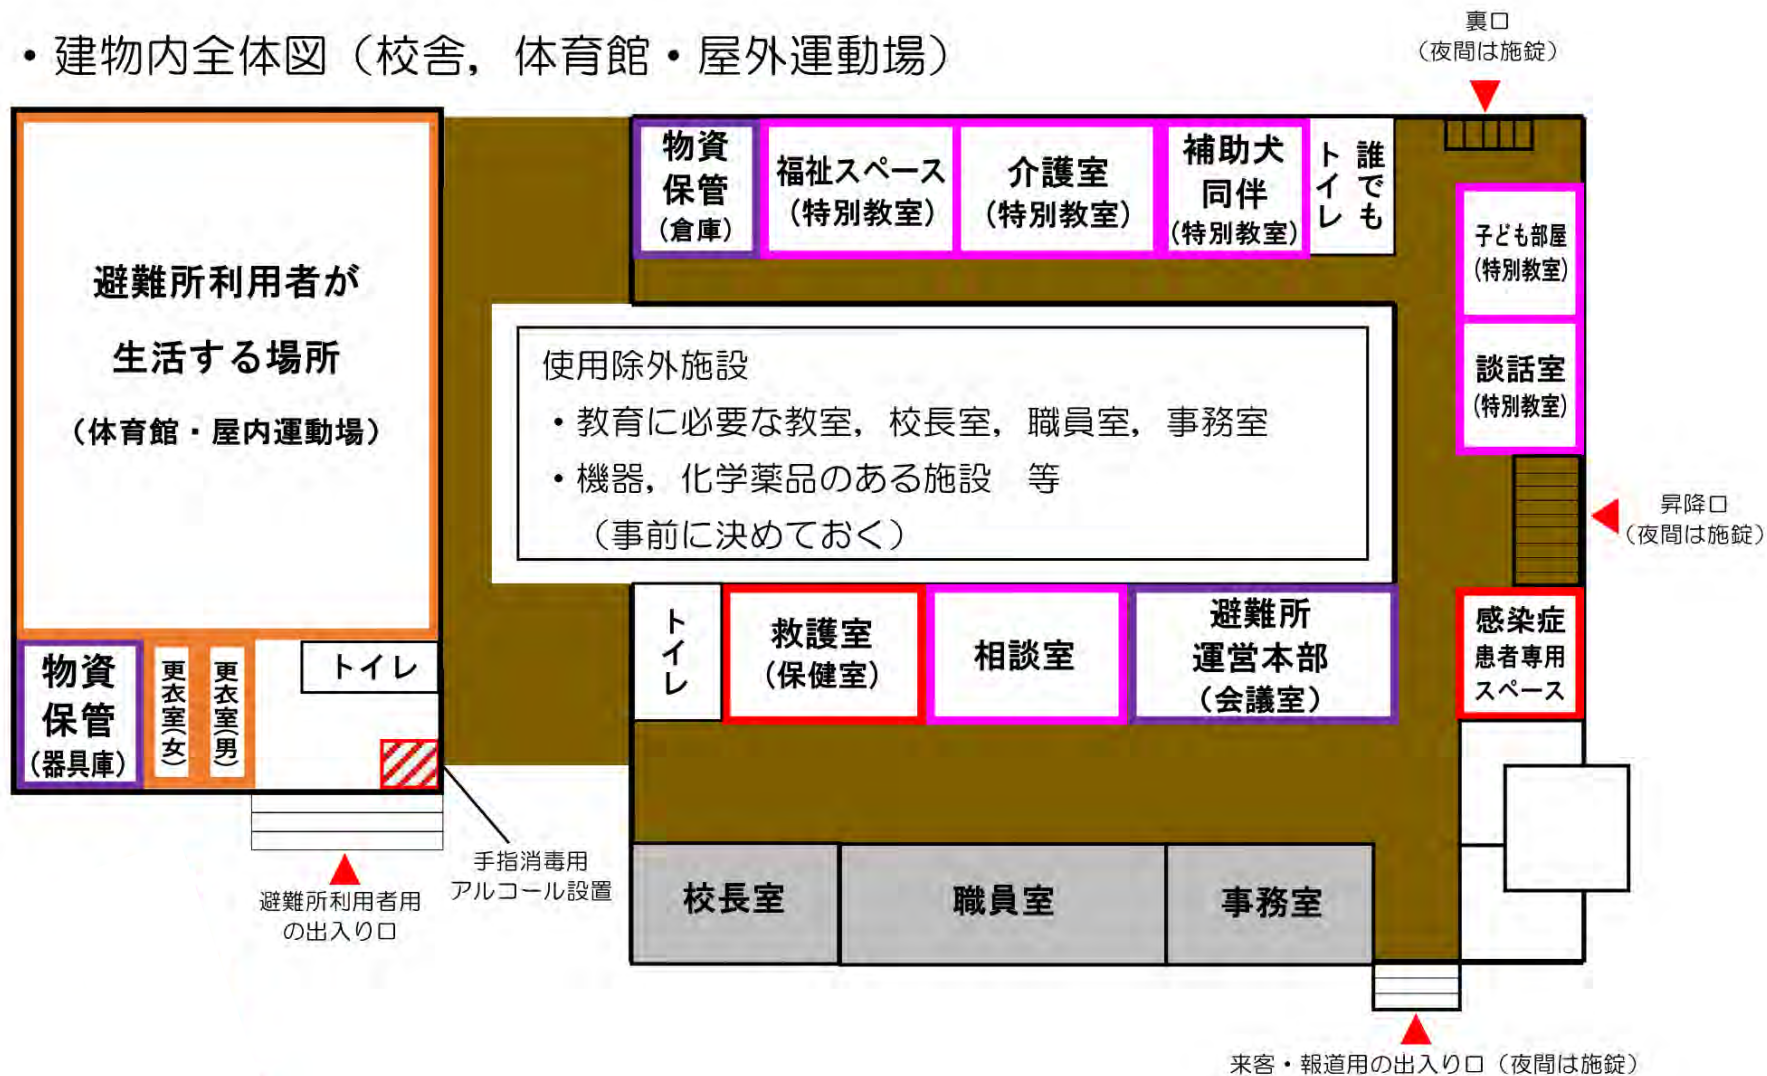 ・建物内全体図（校舎，体育館・屋外運動場）
裏口
（夜間は施錠）
避難所利用者が
生活する場所
（体育館・屋内運動場）
物資
保管
（器具庫）
更衣室（女）
更衣室（男）
トイレ
手指消毒用
アルコール設置
避難所利用者用
の出入り口
物資
保管
（倉庫）
福祉スペース
（特別教室）
介護室
（特別教室）
補助犬
同伴
（特別教室）
誰でも
トイレ
子ども部屋
（特別教室）
談話室
（特別教室）
使用除外施設
・教育に必要な教室，校長室，職員室，事務室
・機器，化学薬品のある施設　等
（事前に決めておく）
昇降口
（夜間は施錠）
トイレ
救護室
（保健室）
相談室
避難所
運営本部
（会議室）
感染症
患者専用
スペース
校長室
職員室
事務室
来客・報道用の出入り口（夜間は施錠）